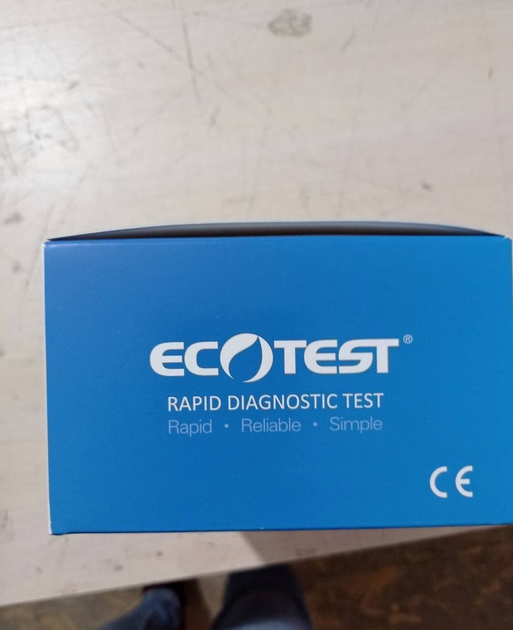 ECOTEST®
RAPID DIAGNOSTIC TEST
Rapid • Reliable • Simple
CE